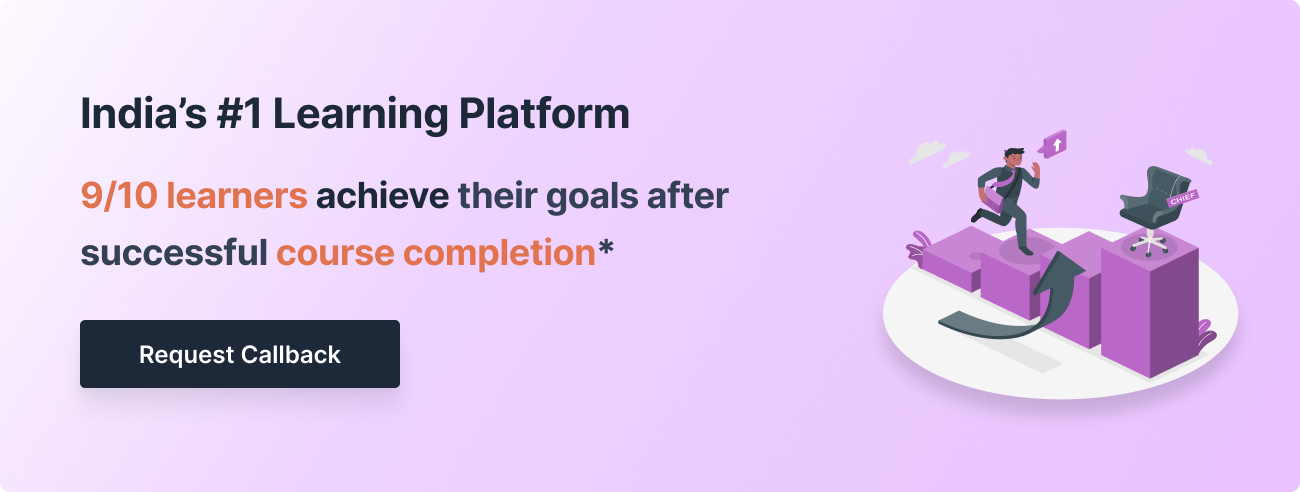 India’s #1 Learning Platform
9/10 learners achieve their goals after
successful course completion*
Request Callback
CHIEF